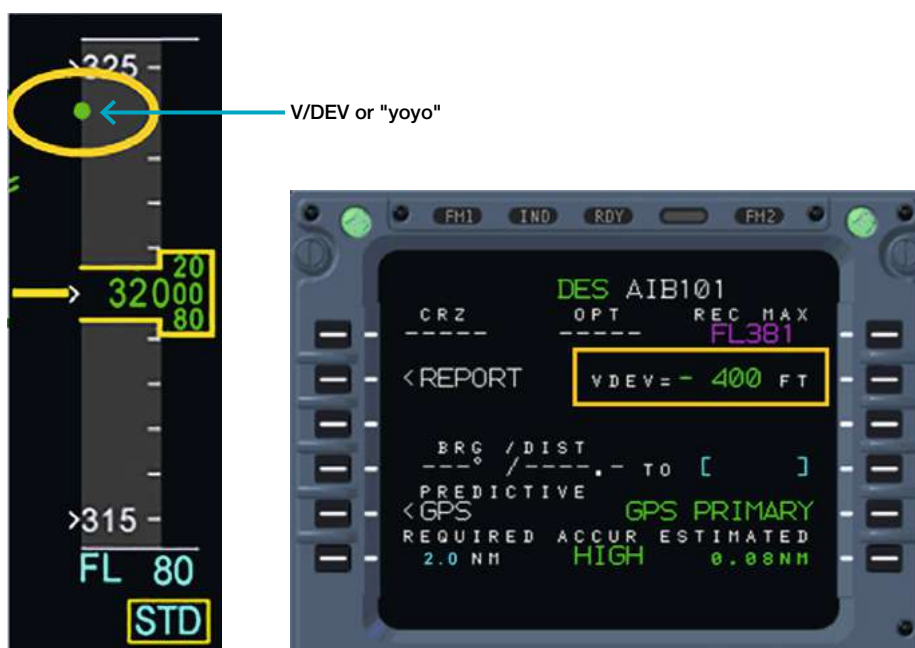 >325
V/DEV or "yoyo"
20
> 32000
80
>315
FL 80
STD
FM1 IND RDY FM2
DES AIB101
CRZ OPT REC MAX
----- ----- FL381
<REPORT VDEV=- 400 FT
BRG /DIST
---° /----.- TO [ ]
PREDICTIVE
<GPS GPS PRIMARY
REQUIRED ACCUR ESTIMATED
2.0 NM HIGH 0.08NM